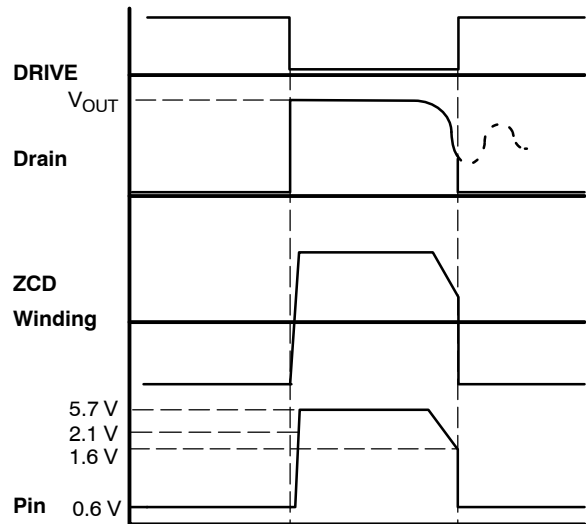 DRIVE
V_OUT
Drain
ZCD
Winding
5.7 V
2.1 V
1.6 V
Pin 0.6 V